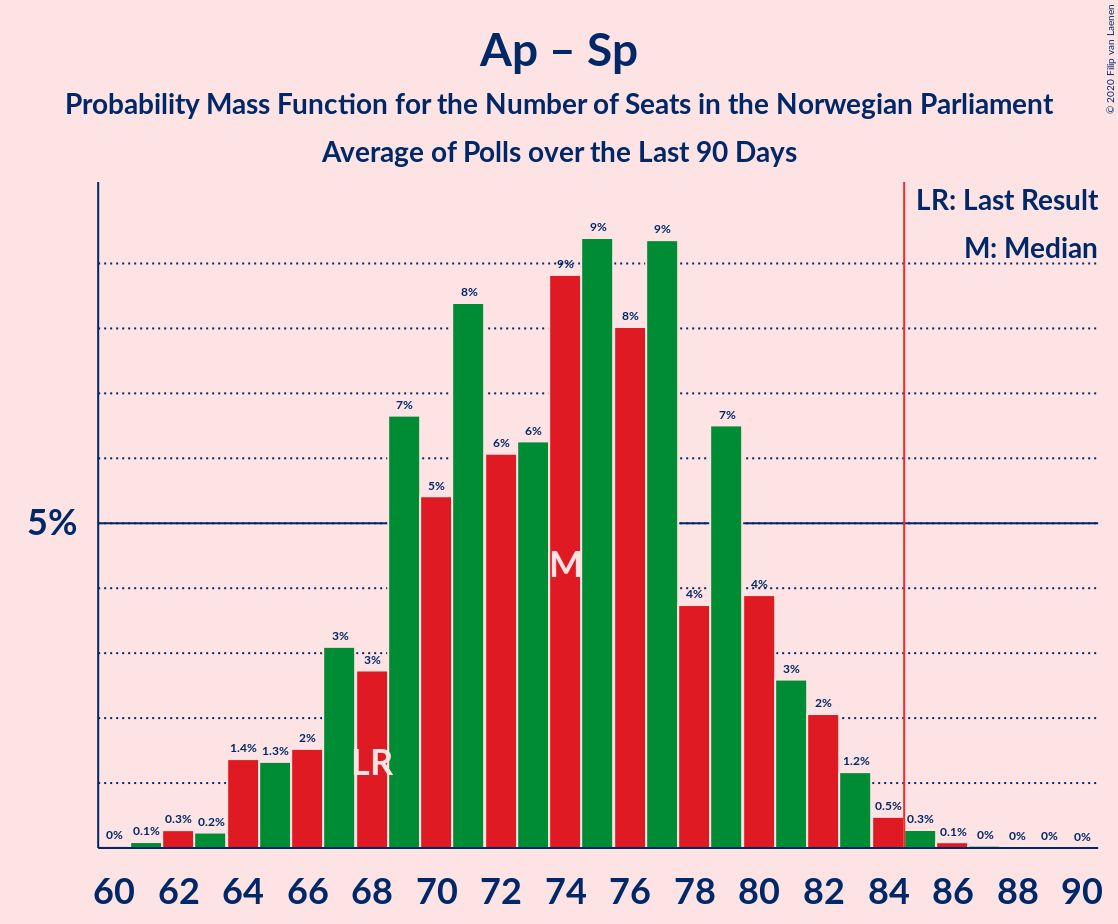 Ap – Sp
Probability Mass Function for the Number of Seats in the Norwegian Parliament
Average of Polls over the Last 90 Days
© 2020 Filip van Laenen
LR: Last Result
M: Median
5%
0% 0.1% 0.3% 0.2% 1.4% 1.3% 2% 3% 3% 7% 5% 8% 6% 6% 9% 9% 8% 9% 4% 7% 4% 3% 2% 1.2% 0.5% 0.3% 0.1% 0% 0% 0% 0%
M
LR
60 62 64 66 68 70 72 74 76 78 80 82 84 86 88 90